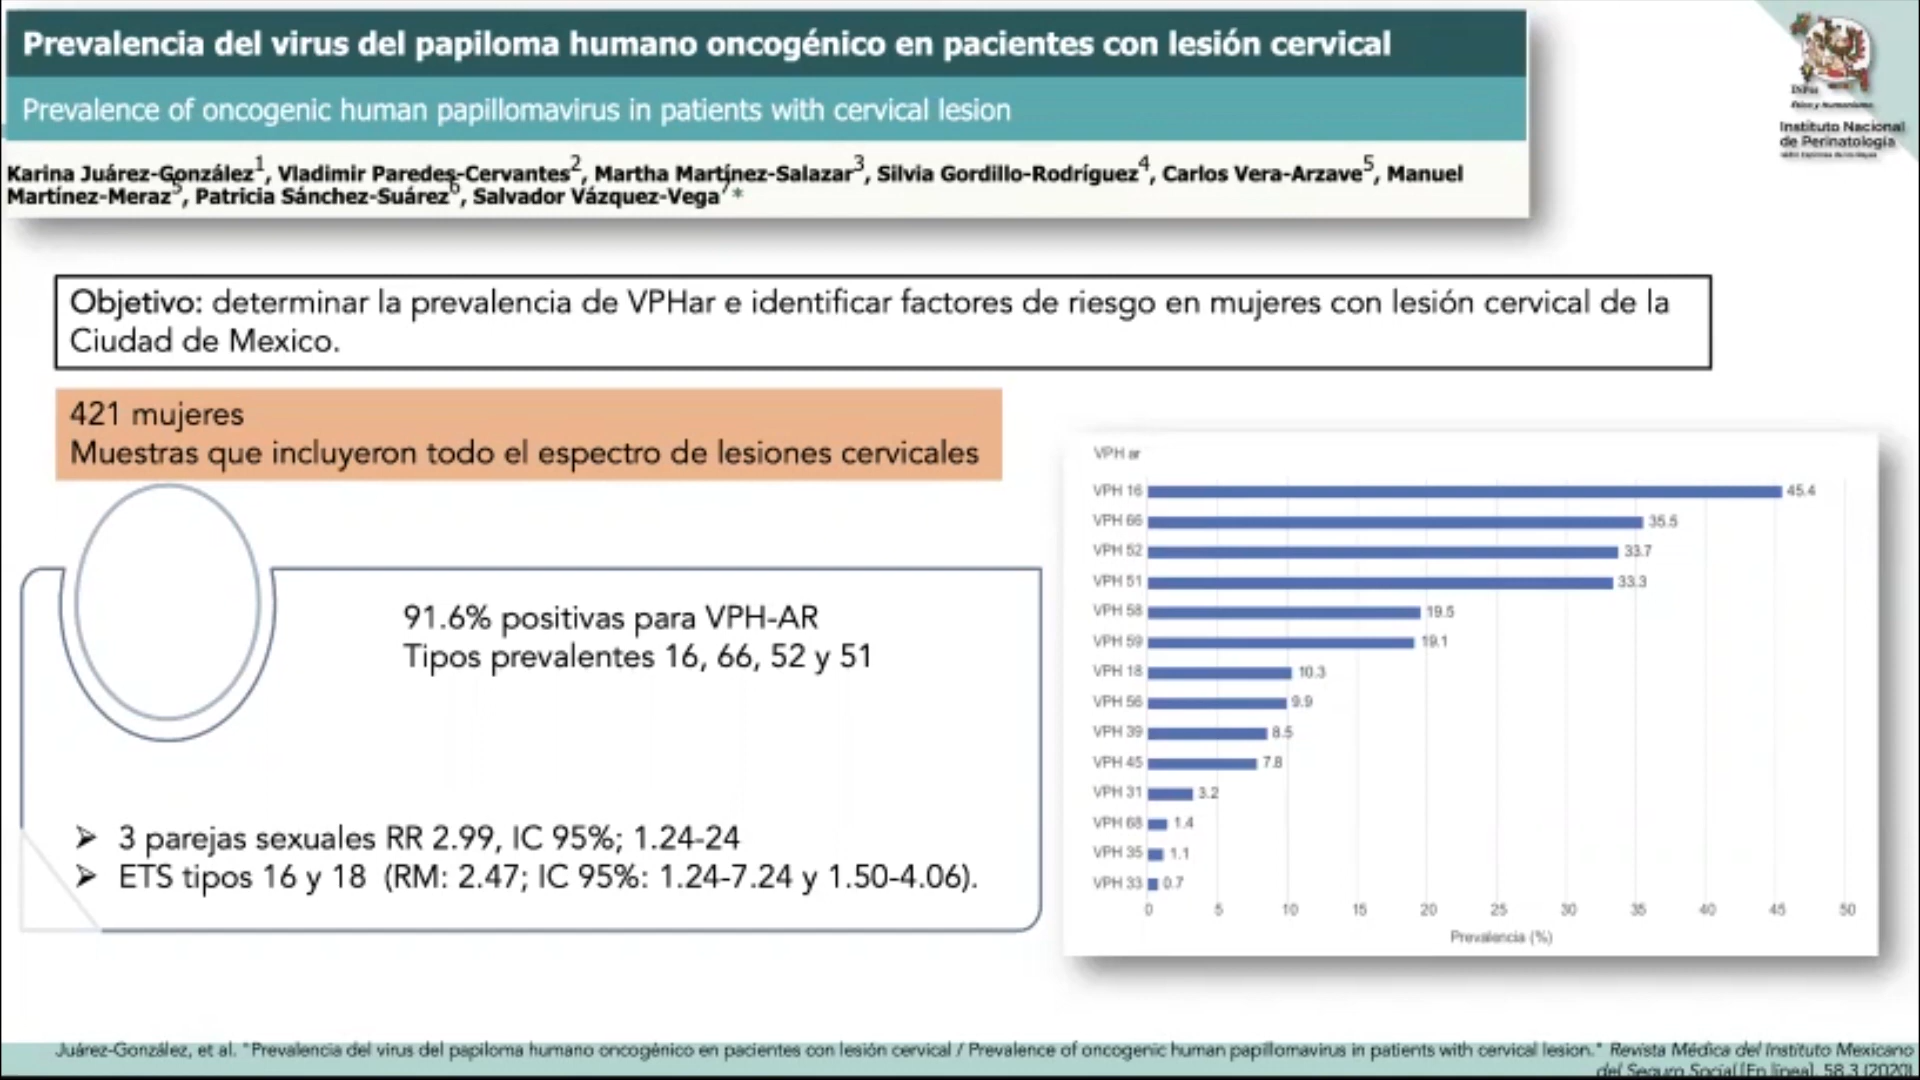 Prevalencia del virus del papiloma humano oncogénico en pacientes con lesión cervical
Prevalence of oncogenic human papillomavirus in patients with cervical lesion
Karina Juárez-González1, Vladimir Paredes-Cervantes2, Martha Martínez-Salazar3, Silvia Gordillo-Rodríguez4, Carlos Vera-Arzave5, Manuel
Martínez-Meraz5, Patricia Sánchez-Suárez6, Salvador Vázquez-Vega7*
INPer
Instituto Nacional
de Perinatología
Objetivo: determinar la prevalencia de VPHar e identificar factores de riesgo en mujeres con lesión cervical de la
Ciudad de Mexico.
421 mujeres
Muestras que incluyeron todo el espectro de lesiones cervicales
91.6% positivas para VPH-AR
Tipos prevalentes 16, 66, 52 y 51
➢ 3 parejas sexuales RR 2.99, IC 95%; 1.24-24
➢ ETS tipos 16 y 18 (RM: 2.47; IC 95%: 1.24-7.24 y 1.50-4.06).
VPH ar
VPH 16 45.4
VPH 66 35.5
VPH 52 33.7
VPH 51 33.3
VPH 58 19.5
VPH 59 19.1
VPH 18 10.3
VPH 56 9.9
VPH 39 8.5
VPH 45 7.8
VPH 31 3.2
VPH 68 1.4
VPH 35 1.1
VPH 33 0.7
0 5 10 15 20 25 30 35 40 45 50
Prevalencia (%)
Juárez-González, et al. "Prevalencia del virus del papiloma humano oncogénico en pacientes con lesión cervical / Prevalence of oncogenic human papillomavirus in patients with cervical lesion." Revista Médica del Instituto Mexicano
del Seguro Social [En línea], 58.3 (2020)